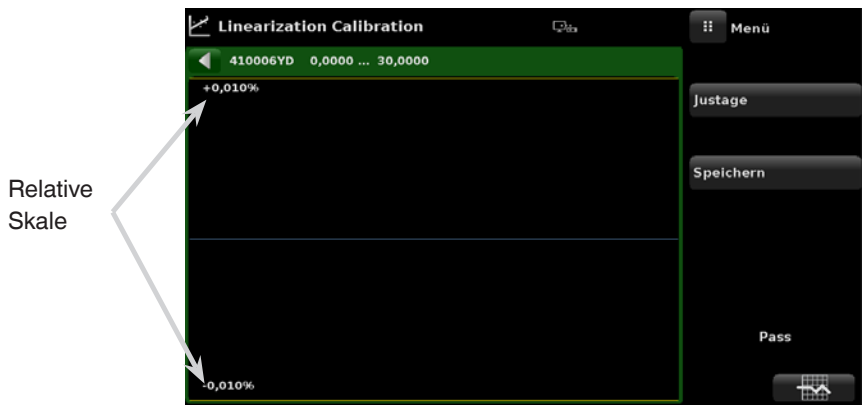 Linearization Calibration
Menü
410006YD 0,0000 ... 30,0000
+0,010%
Justage
Speichern
Relative
Skale
Pass
-0,010%